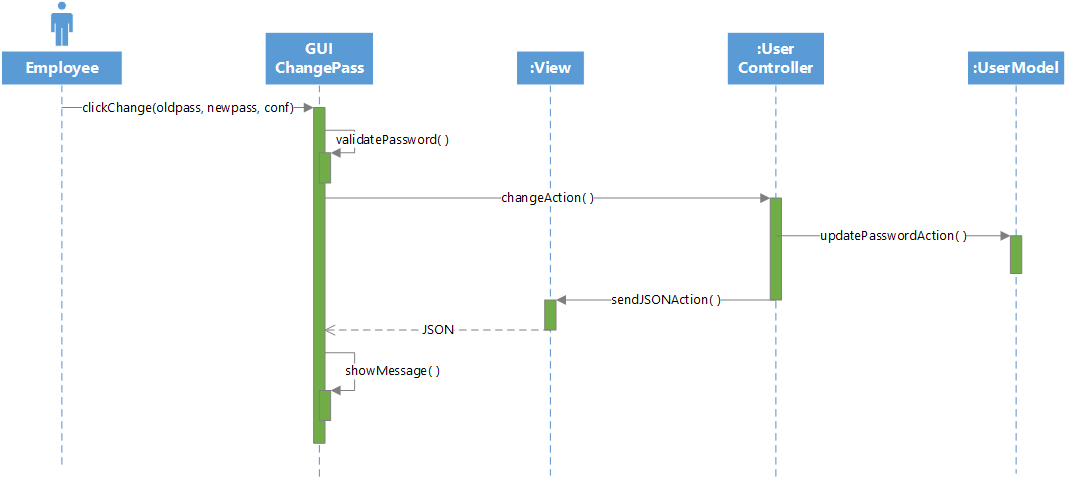 Employee
GUI
ChangePass
:View
:User
Controller
:UserModel
clickChange(oldpass, newpass, conf)
validatePassword( )
changeAction( )
updatePasswordAction( )
sendJSONAction( )
JSON
showMessage( )